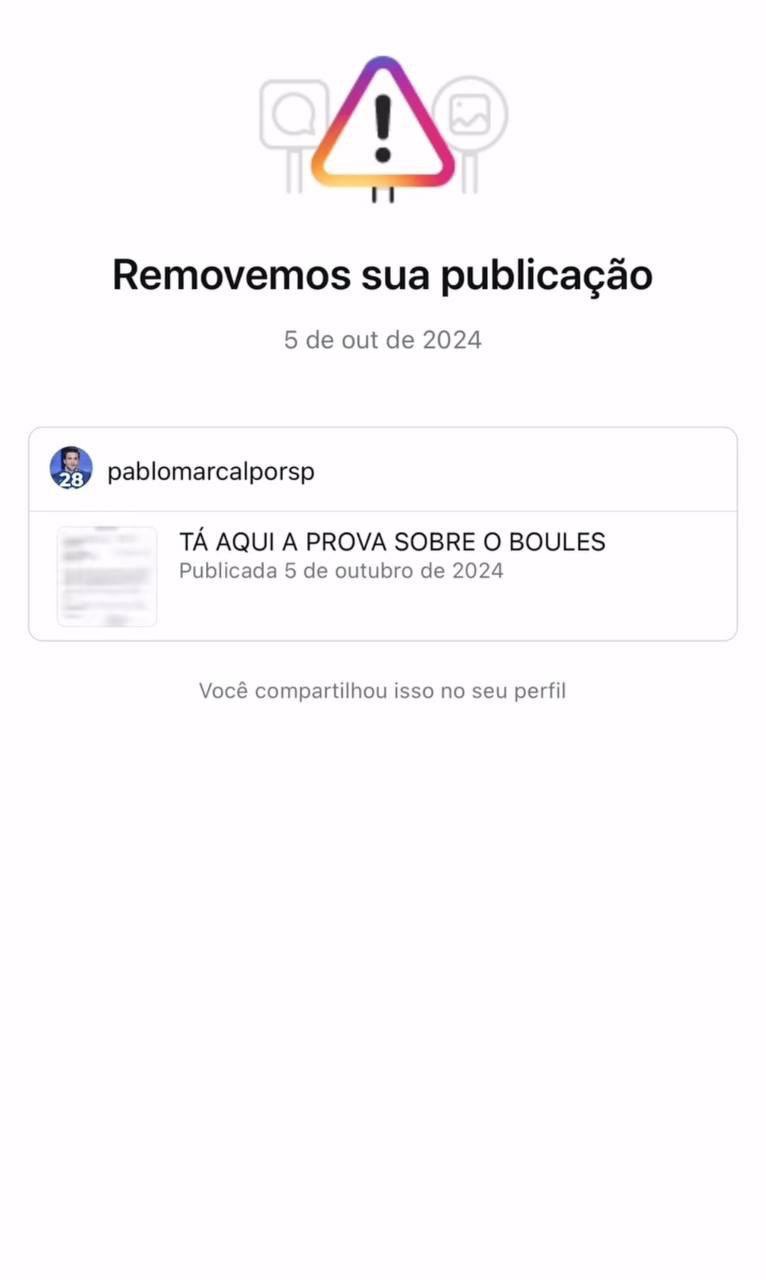 Removemos sua publicação
5 de out de 2024
28
pablomarcalporsp
TÁ AQUI A PROVA SOBRE O BOULES
Publicada 5 de outubro de 2024
Você compartilhou isso no seu perfil